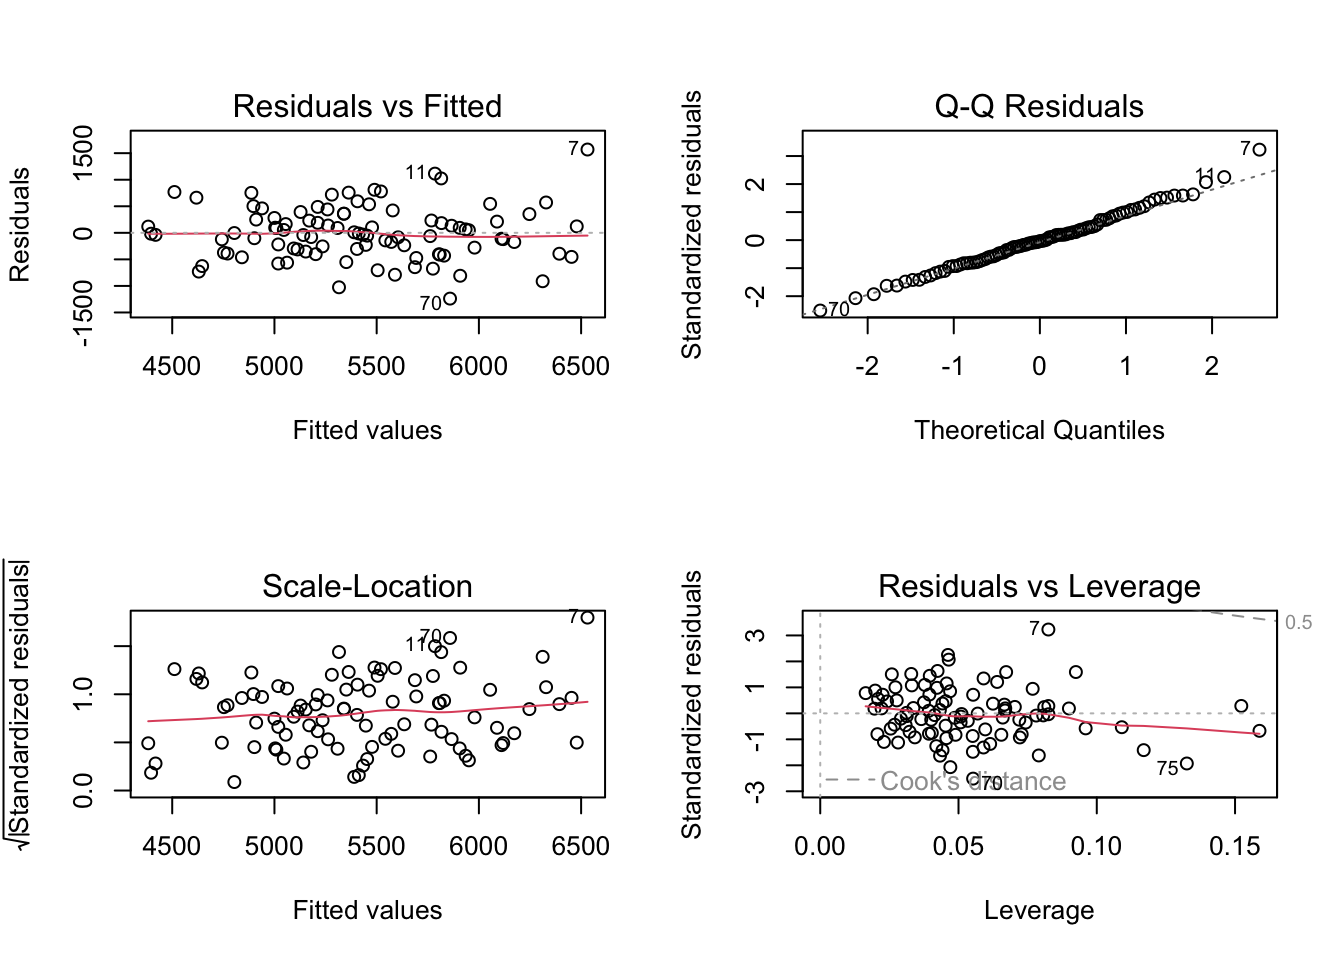 Residuals vs Fitted
Residuals
1500
0
-1500
7
11
70
4500 5000 5500 6000 6500
Fitted values
Q-Q Residuals
Standardized residuals
2
0
-2
7
11
70
-2 -1 0 1 2
Theoretical Quantiles
Scale-Location
√|Standardized residuals|
1.0
0.0
7
70
11
4500 5000 5500 6000 6500
Fitted values
Residuals vs Leverage
Standardized residuals
3
1
-1
-3
7
0.5
75
70
Cook's distance
0.00 0.05 0.10 0.15
Leverage